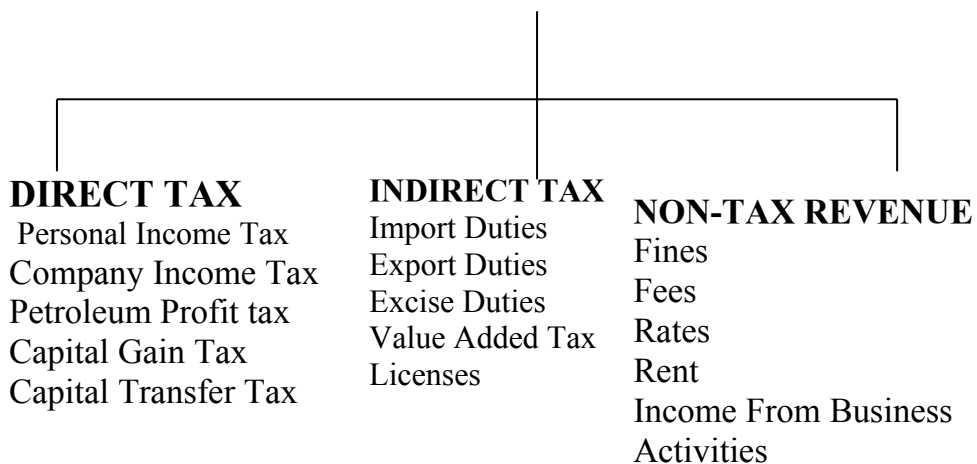 DIRECT TAX
Personal Income Tax
Company Income Tax
Petroleum Profit tax
Capital Gain Tax
Capital Transfer Tax
INDIRECT TAX
Import Duties
Export Duties
Excise Duties
Value Added Tax
Licenses
NON-TAX REVENUE
Fines
Fees
Rates
Rent
Income From Business
Activities